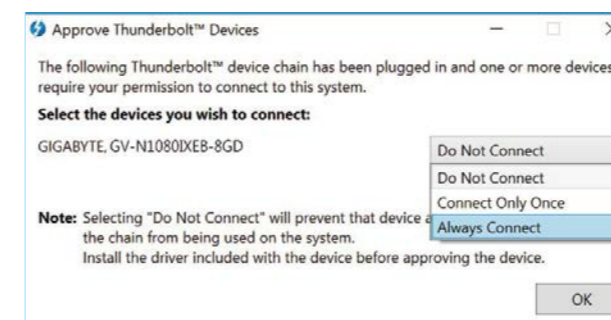 Approve Thunderbolt™ Devices
The following Thunderbolt™ device chain has been plugged in and one or more devices
require your permission to connect to this system.
Select the devices you wish to connect:
GIGABYTE, GV-N1080IXEB-8GD
Do Not Connect
Do Not Connect
Connect Only Once
Always Connect
Note: Selecting "Do Not Connect" will prevent that device a
the chain from being used on the system.
Install the driver included with the device before approving the device.
OK